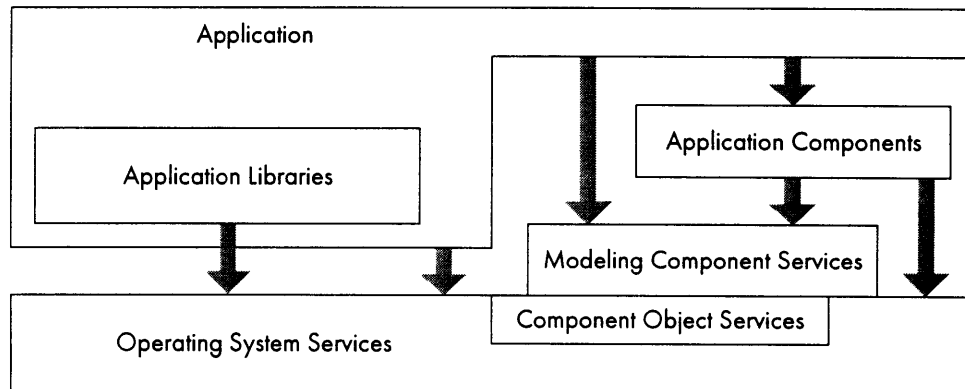 Application
Application Components
Application Libraries
Modeling Component Services
Component Object Services
Operating System Services